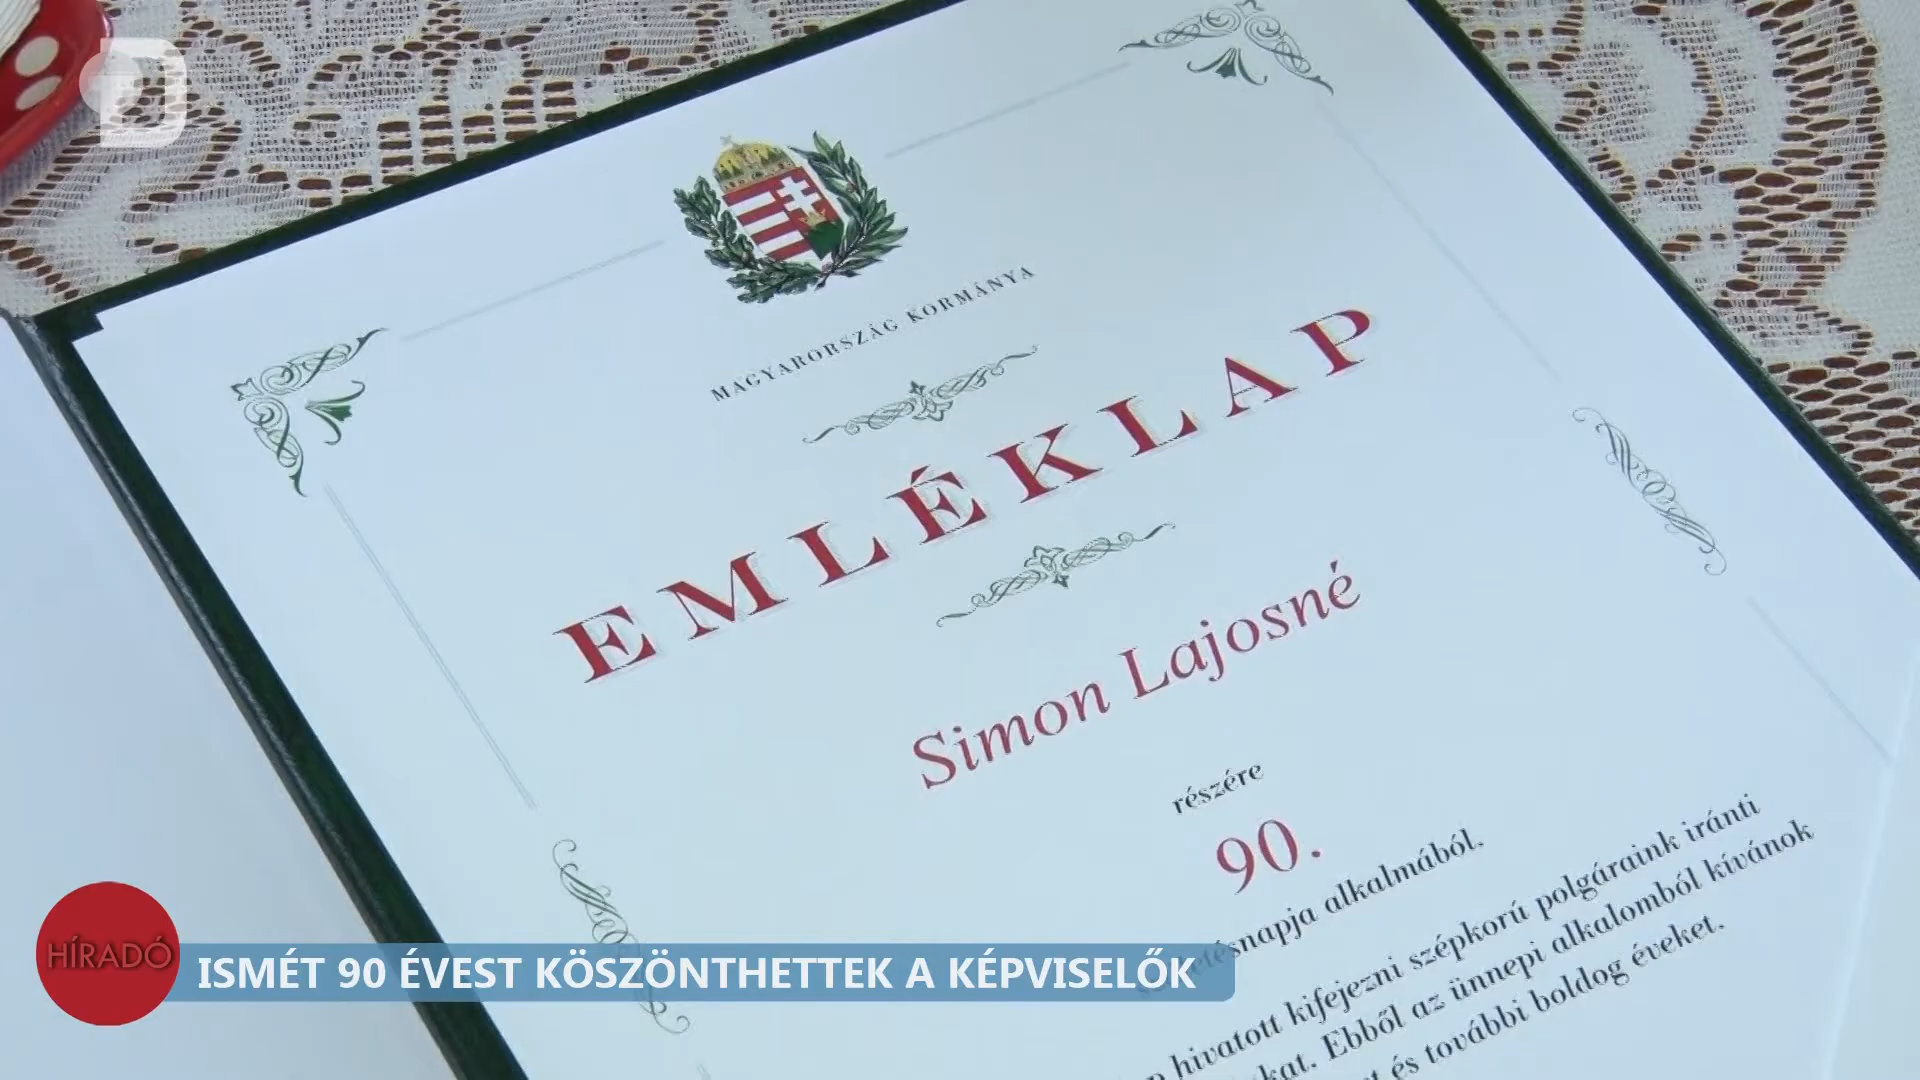 MAGYARORSZÁG KORMÁNYA
EMLÉKLAP
Simon Lajosné
részére
90.
alkalmából.
hivatott kifejezni szépkorú polgáraink iránti
Ebből az ünnepi alkalomból kívánok
és további boldog éveket.
HÍRADÓ
ISMÉT 90 ÉVEST KÖSZÖNTHETTEK A KÉPVISELŐK